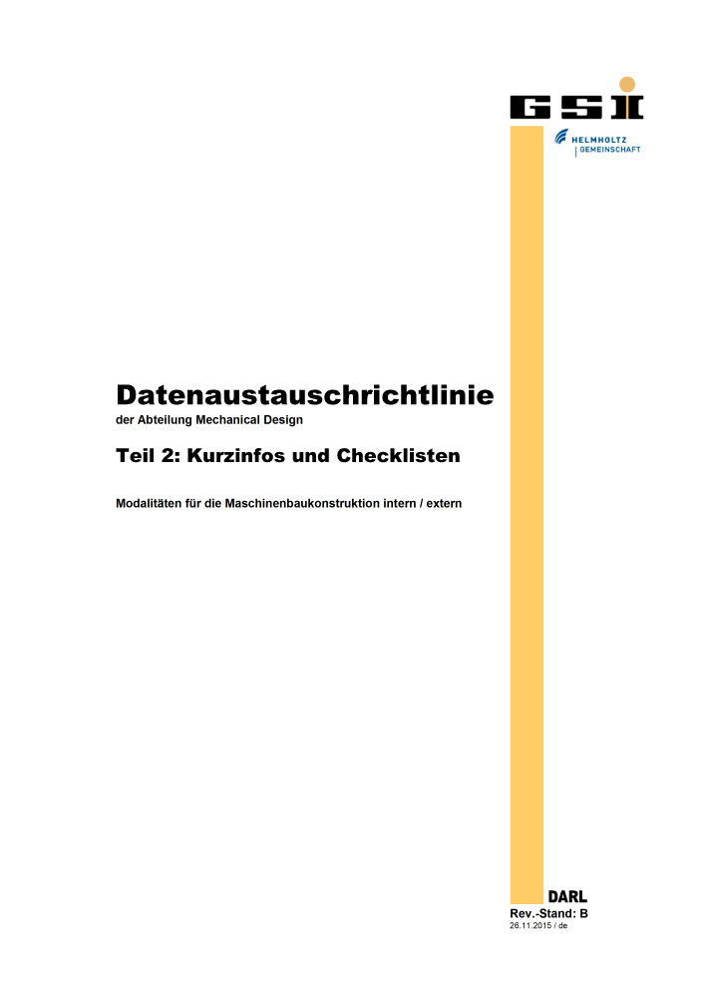 GSI
HELMHOLTZ
GEMEINSCHAFT
Datenaustauschrichtlinie
der Abteilung Mechanical Design
Teil 2: Kurzinfos und Checklisten
Modalitäten für die Maschinenbaukonstruktion intern / extern
DARL
Rev.-Stand: B
26.11.2015 / de